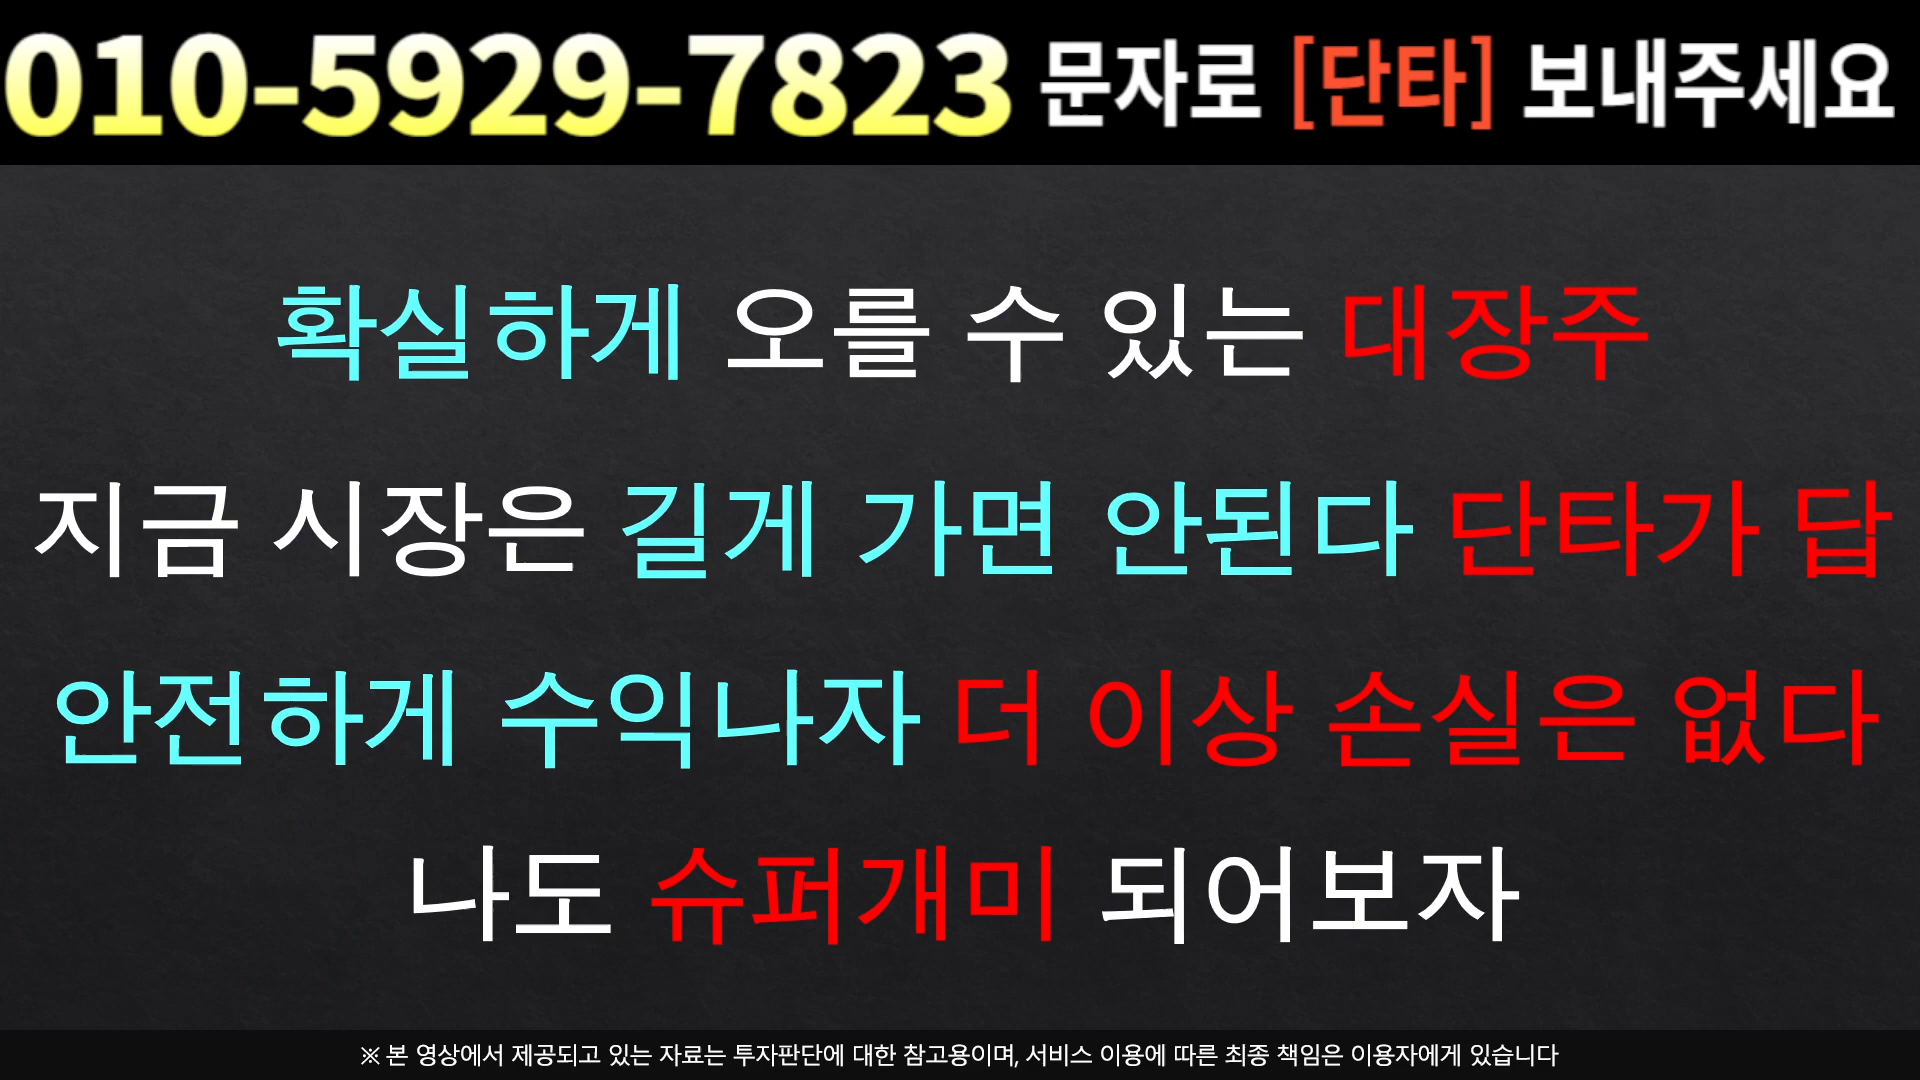 010-5929-7823 문자로 [단타] 보내주세요
확실하게 오를 수 있는 대장주
지금 시장은 길게 가면 안된다 단타가 답
안전하게 수익나자 더 이상 손실은 없다
나도 슈퍼개미 되어보자
※ 본 영상에서 제공되고 있는 자료는 투자판단에 대한 참고용이며, 서비스 이용에 따른 최종 책임은 이용자에게 있습니다